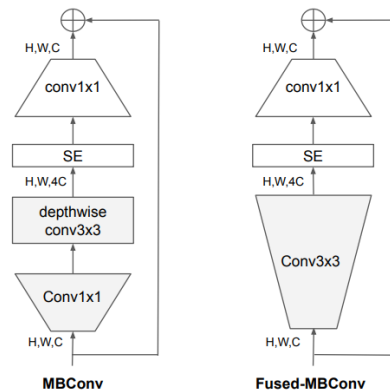 H,W,C
conv1x1
SE
H,W,4C
depthwise
conv3x3
Conv1x1
H,W,C
MBConv
H,W,C
conv1x1
SE
H,W,4C
Conv3x3
H,W,C
Fused-MBConv